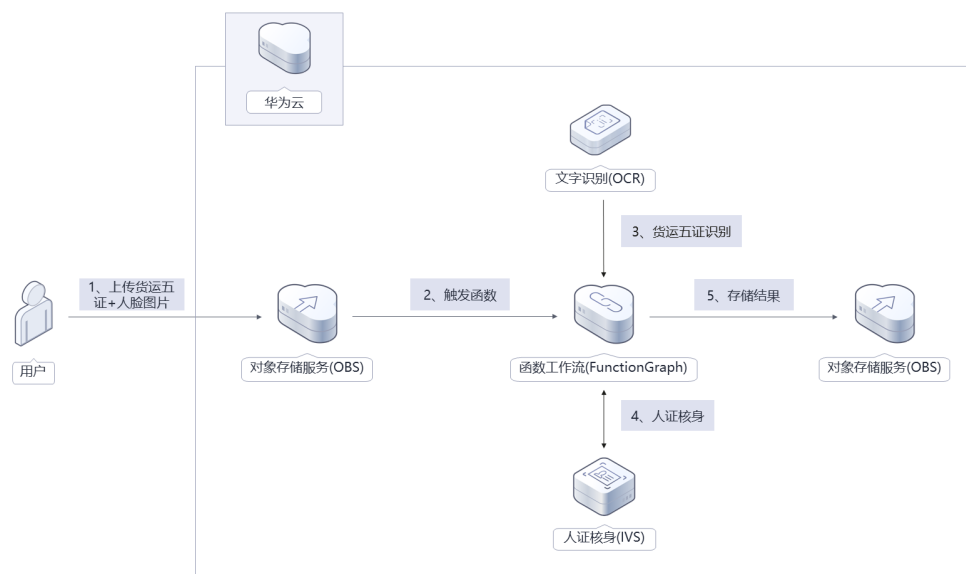 华为云
文字识别(OCR)
3、货运五证识别
1、上传货运五
证+人脸图片
2、触发函数
5、存储结果
用户
对象存储服务(OBS)
函数工作流(FunctionGraph)
对象存储服务(OBS)
4、人证核身
人证核身(IVS)